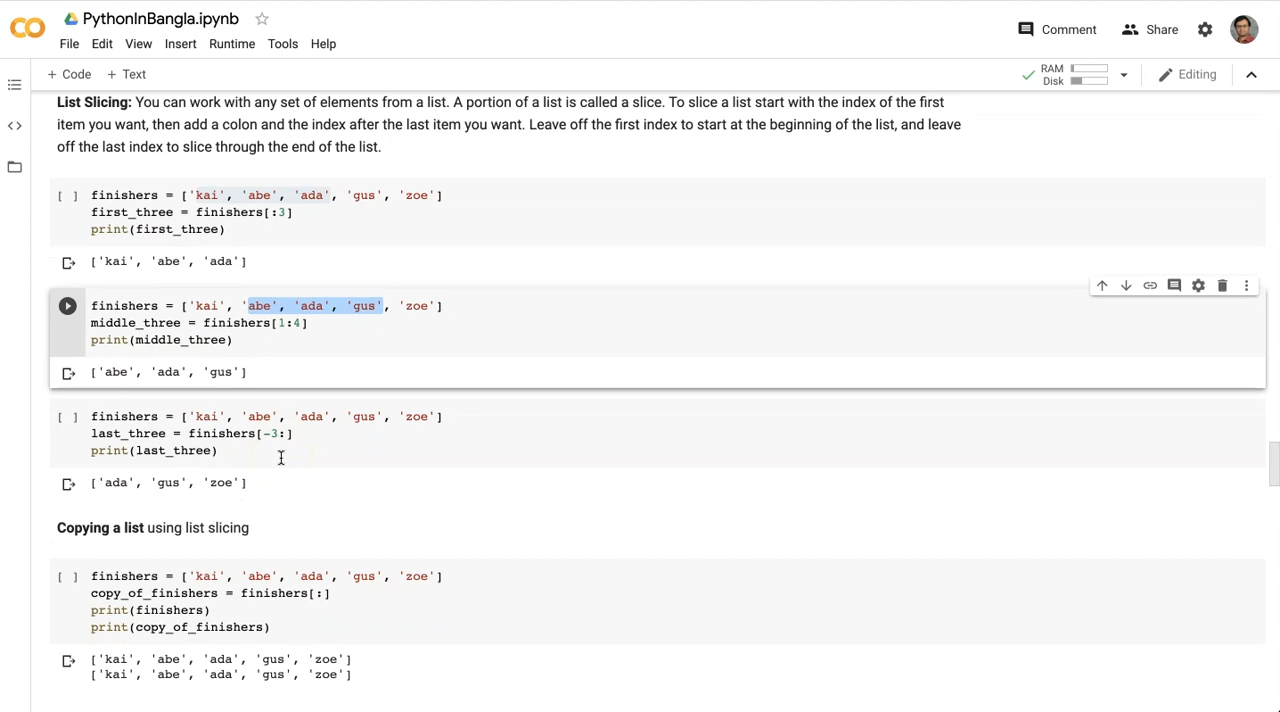 PythonInBangla.ipynb
File Edit View Insert Runtime Tools Help
Comment Share
+ Code + Text
RAM
Disk
Editing
List Slicing: You can work with any set of elements from a list. A portion of a list is called a slice. To slice a list start with the index of the first
item you want, then add a colon and the index after the last item you want. Leave off the first index to start at the beginning of the list, and leave
off the last index to slice through the end of the list.
[ ] finishers = ['kai', 'abe', 'ada', 'gus', 'zoe']
first_three = finishers[:3]
print(first_three)
['kai', 'abe', 'ada']
finishers = ['kai', 'abe', 'ada', 'gus', 'zoe']
middle_three = finishers[1:4]
print(middle_three)
['abe', 'ada', 'gus']
[ ] finishers = ['kai', 'abe', 'ada', 'gus', 'zoe']
last_three = finishers[-3:]
print(last_three)
['ada', 'gus', 'zoe']
Copying a list using list slicing
[ ] finishers = ['kai', 'abe', 'ada', 'gus', 'zoe']
copy_of_finishers = finishers[:]
print(finishers)
print(copy_of_finishers)
['kai', 'abe', 'ada', 'gus', 'zoe']
['kai', 'abe', 'ada', 'gus', 'zoe']